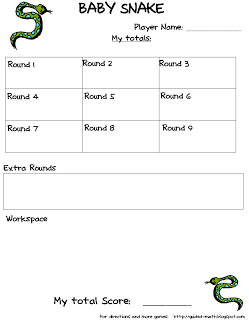 BABY SNAKE
Player Name: ______________
My totals:
Round 1 Round 2 Round 3
Round 4 Round 5 Round 6
Round 7 Round 8 Round 9
Extra Rounds
Workspace
My total Score: __________
For directions and more games: http://guided-math.blogspot.com